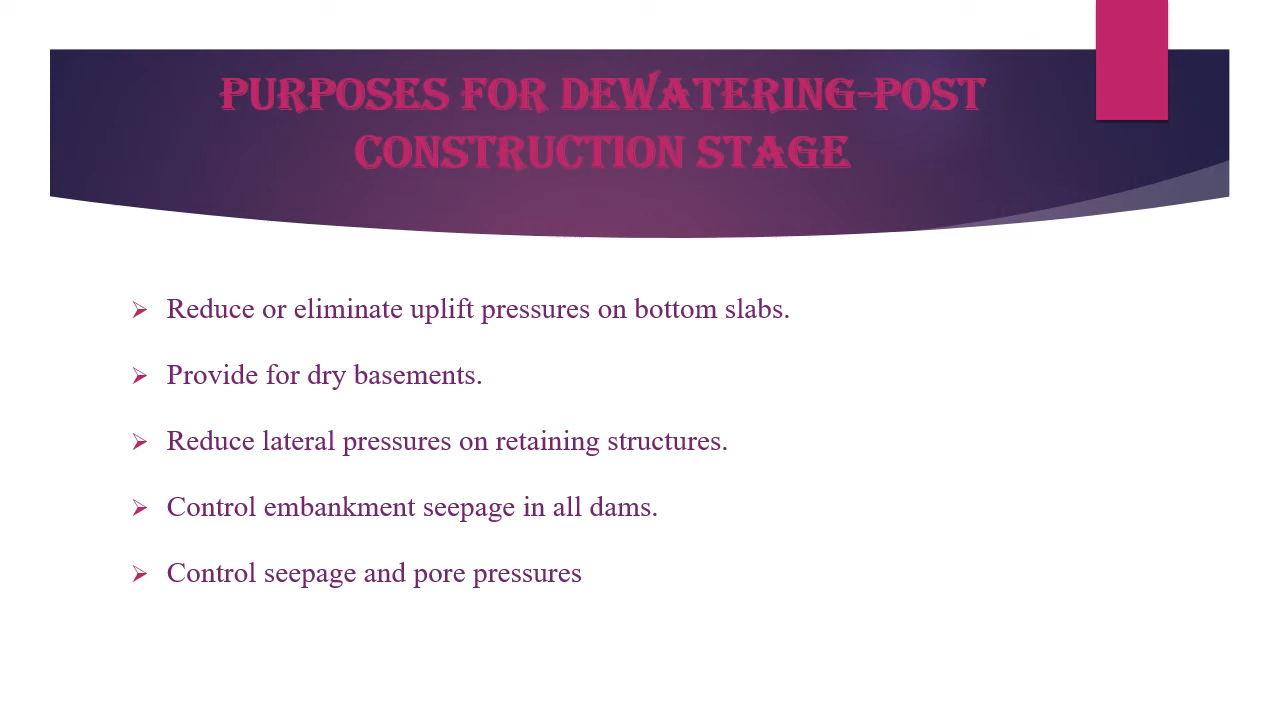 PURPOSES FOR DEWATERING-POST
CONSTRUCTION STAGE
Reduce or eliminate uplift pressures on bottom slabs.
Provide for dry basements.
Reduce lateral pressures on retaining structures.
Control embankment seepage in all dams.
Control seepage and pore pressures